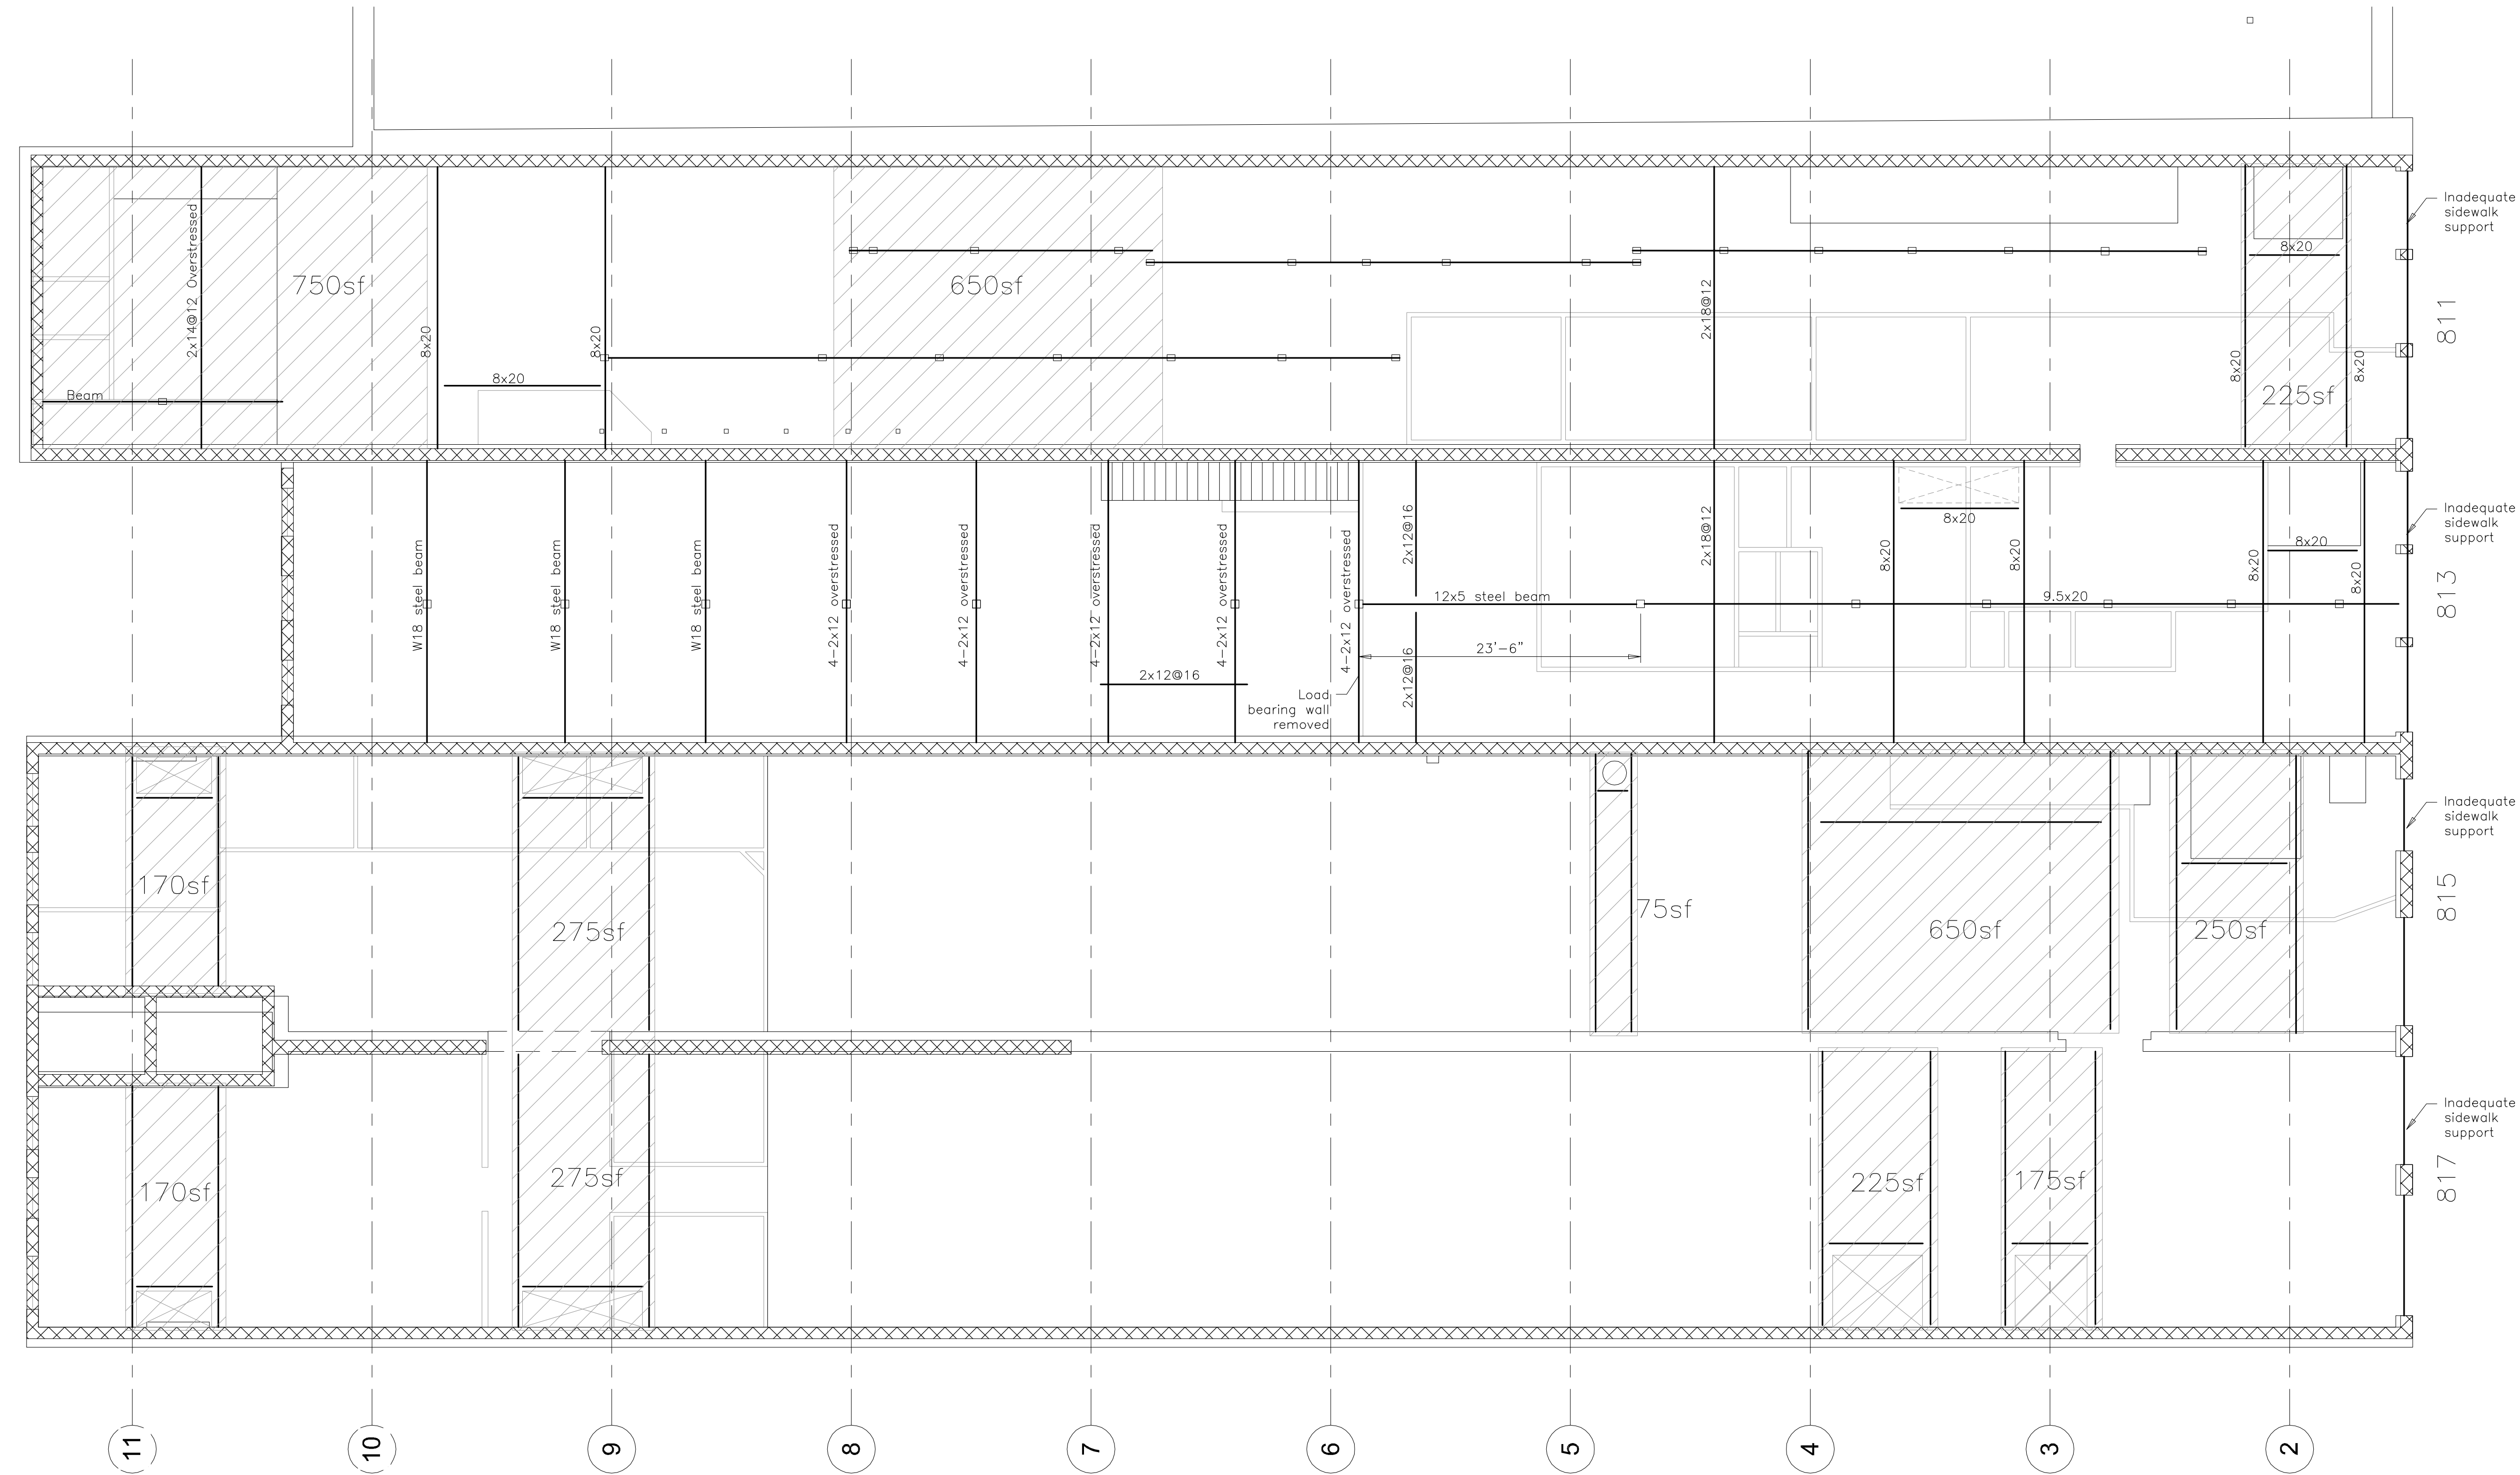 Inadequate
sidewalk
support
2x14@12 Overstressed
750sf
650sf
8x20
2x18@12
811
8x20
8x20
8x20
8x20
8x20
225sf
Beam
W18 steel beam
W18 steel beam
W18 steel beam
4-2x12 overstressed
4-2x12 overstressed
4-2x12 overstressed
4-2x12 overstressed
4-2x12 overstressed
2x12@16
2x18@12
8x20
8x20
8x20
8x20
8x20
8x20
Inadequate
sidewalk
support
12x5 steel beam
9.5x20
813
23'-6"
2x12@16
2x12@16
Load
bearing wall
removed
Inadequate
sidewalk
support
170sf
275sf
75sf
650sf
250sf
815
Inadequate
sidewalk
support
170sf
275sf
225sf
175sf
817
11
10
9
8
7
6
5
4
3
2